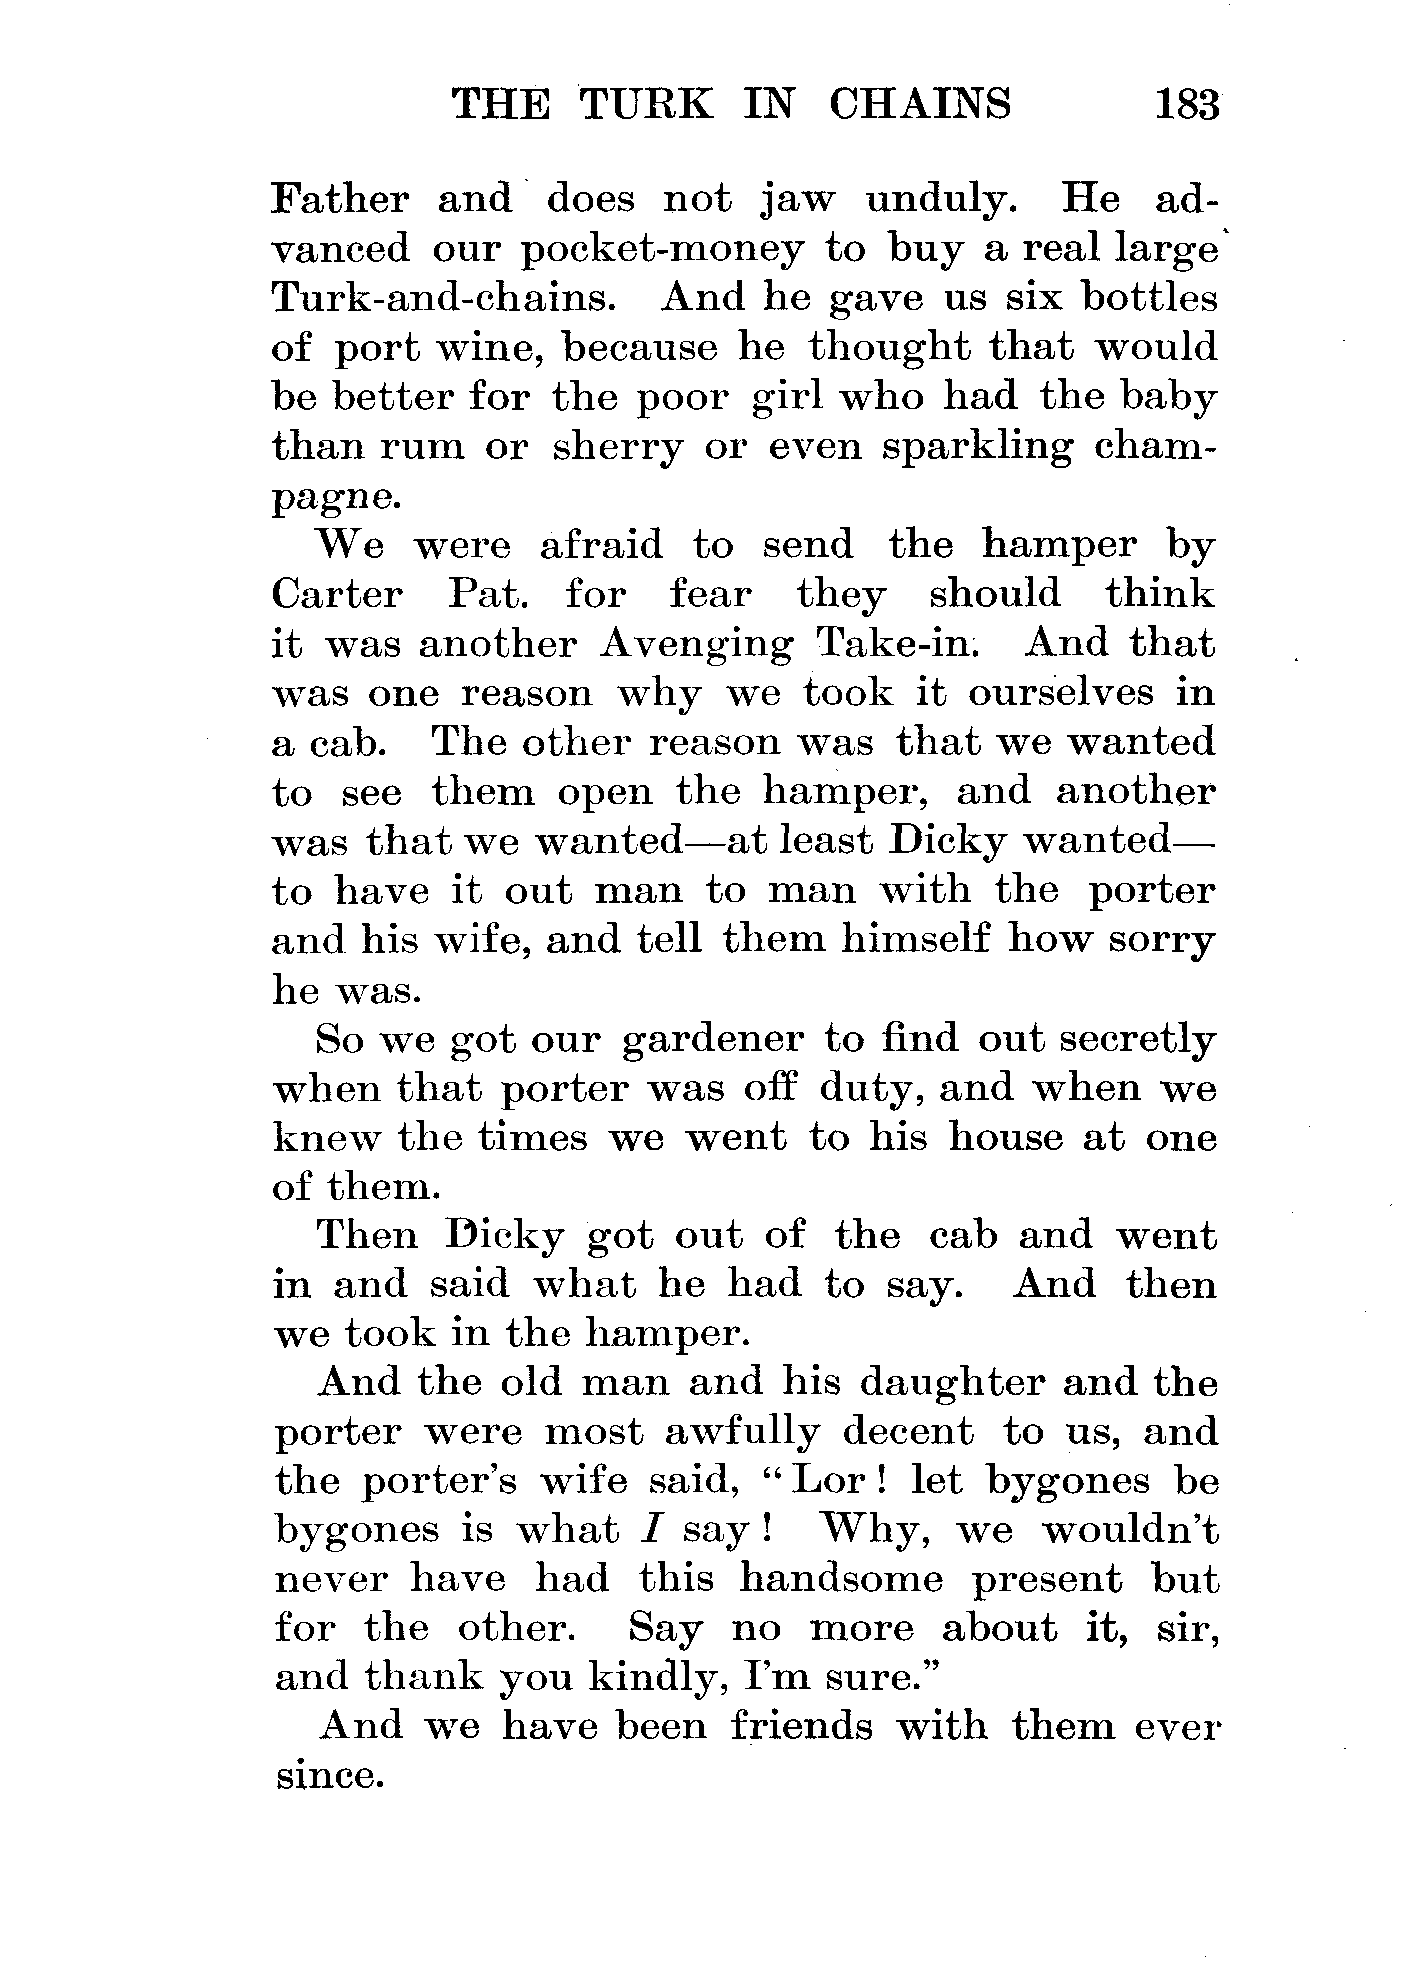 THE TURK IN CHAINS 183
Father and does not jaw unduly. He ad-
vanced our pocket-money to buy a real large
Turk-and-chains. And he gave us six bottles
of port wine, because he thought that would
be better for the poor girl who had the baby
than rum or sherry or even sparkling cham-
pagne.
We were afraid to send the hamper by
Carter Pat. for fear they should think
it was another Avenging Take-in. And that
was one reason why we took it ourselves in
a cab. The other reason was that we wanted
to see them open the hamper, and another
was that we wanted—at least Dicky wanted—
to have it out man to man with the porter
and his wife, and tell them himself how sorry
he was.
So we got our gardener to find out secretly
when that porter was off duty, and when we
knew the times we went to his house at one
of them.
Then Dicky got out of the cab and went
in and said what he had to say. And then
we took in the hamper.
And the old man and his daughter and the
porter were most awfully decent to us, and
the porter's wife said, “Lor! let bygones be
bygones is what I say! Why, we wouldn't
never have had this handsome present but
for the other. Say no more about it, sir,
and thank you kindly, I'm sure.”
And we have been friends with them ever
since.